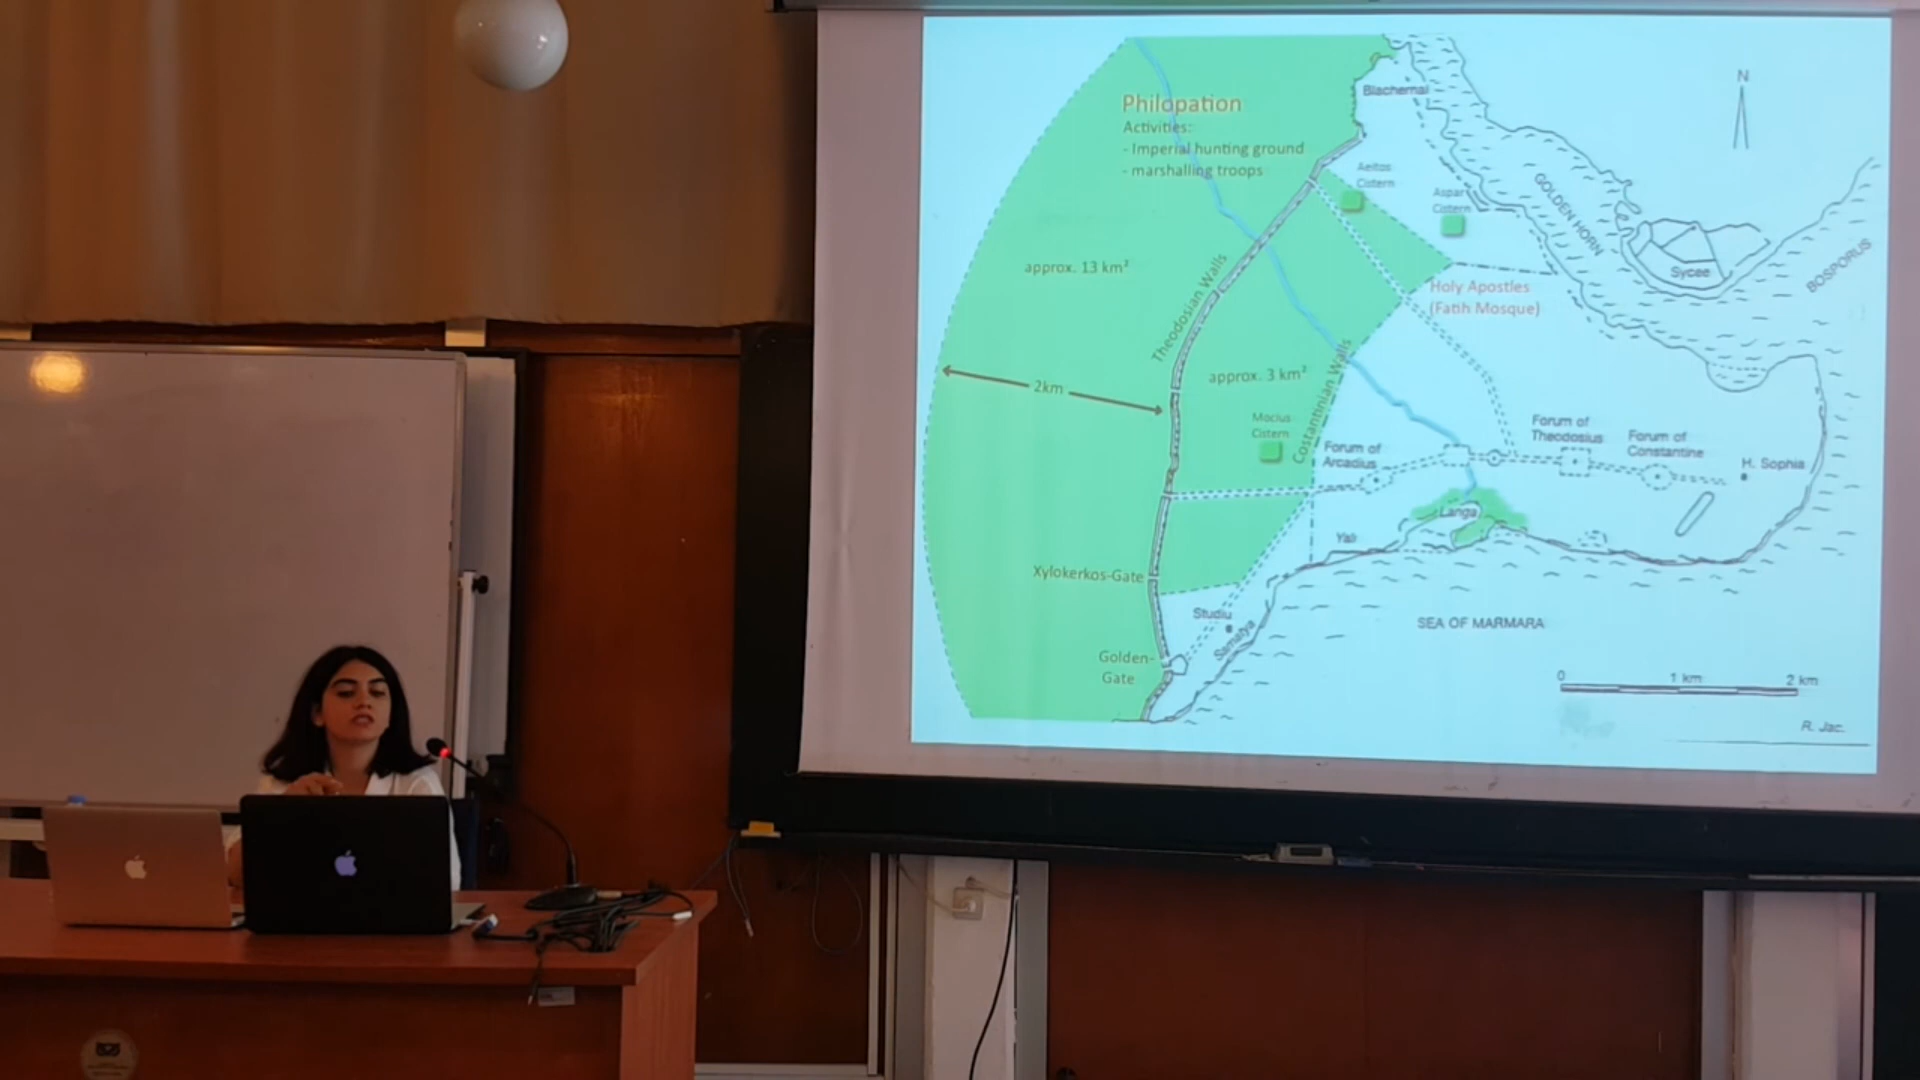 Philopation
Activities:
- Imperial hunting ground
- marshalling troops
approx. 13 km²
2km
Theodosian Walls
approx. 3 km²
Costantinian Walls
Blachernai
Aeitos
Cistern
Aspar
Cistern
Mocius
Cistern
Holy Apostles
(Fatih Mosque)
GOLDEN HORN
Sycee
BOSPORUS
N
Forum of
Arcadius
Forum of
Theodosius
Forum of
Constantine
H. Sophia
Langa
Yalı
Xylokerkos-Gate
Studiu
Samatya
Golden-
Gate
SEA OF MARMARA
0 1 km 2 km
R. Jac.